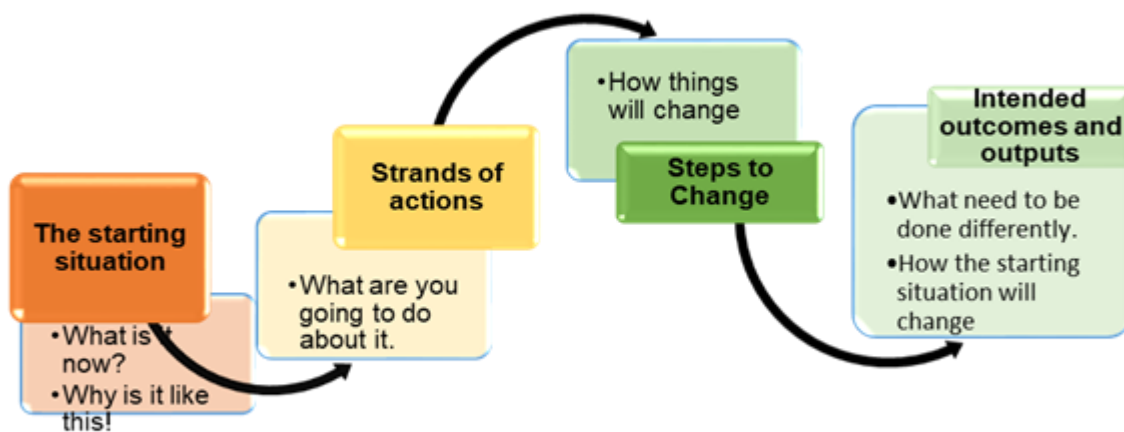 The starting
situation
•What is it
now?
•Why is it like
this!
Strands of
actions
•What are you
going to do
about it.
•How things
will change
Steps to
Change
Intended
outcomes and
outputs
•What need to be
done differently.
•How the starting
situation will
change